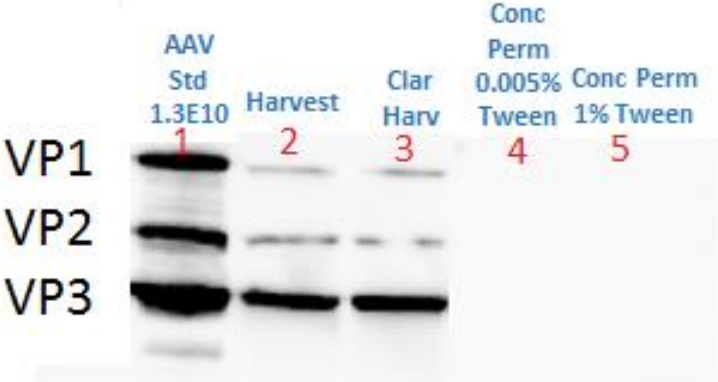 AAV
Std
1.3E10
Harvest
Clar
Harv
Conc
Perm
0.005%
Tween
Conc Perm
1% Tween
1 2 3 4 5
VP1
VP2
VP3